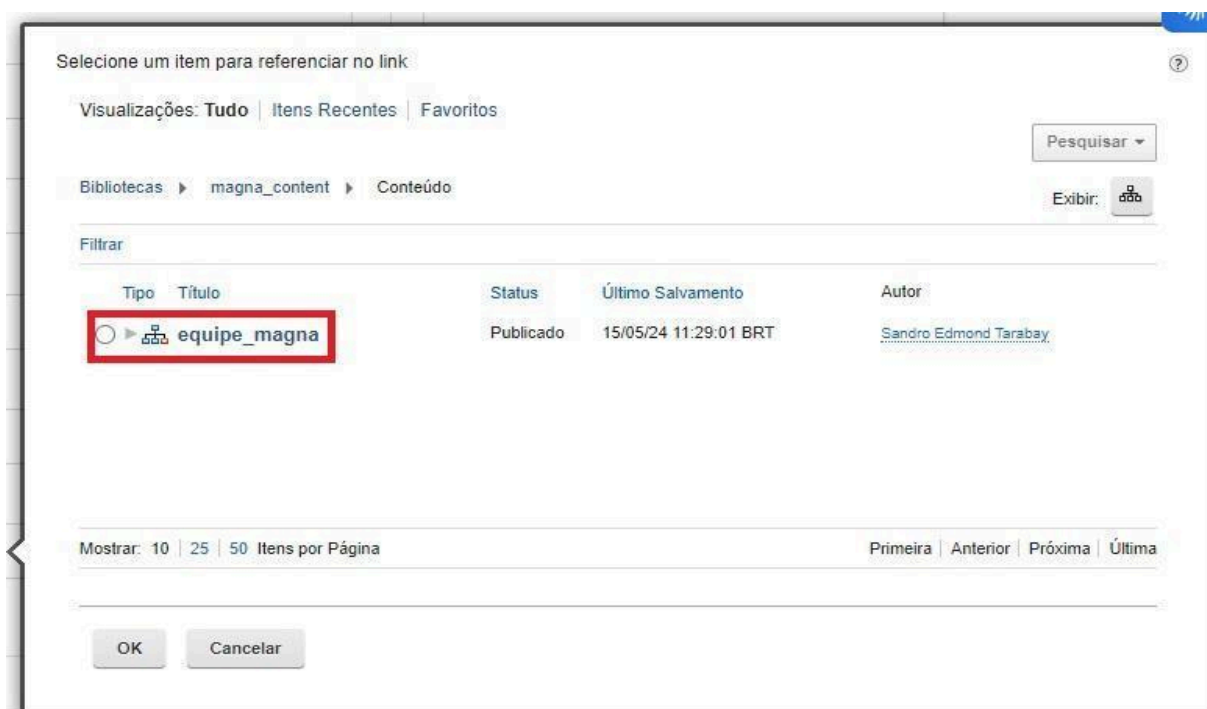 Selecione um item para referenciar no link
?
Visualizações: Tudo | Itens Recentes | Favoritos
Pesquisar
Bibliotecas magna_content Conteúdo
Exibir:
Filtrar
Tipo Título Status Último Salvamento Autor
equipe_magna Publicado 15/05/24 11:29:01 BRT Sandro Edmond Tarabay
Mostrar: 10 | 25 | 50 Itens por Página Primeira | Anterior | Próxima | Última
OK Cancelar